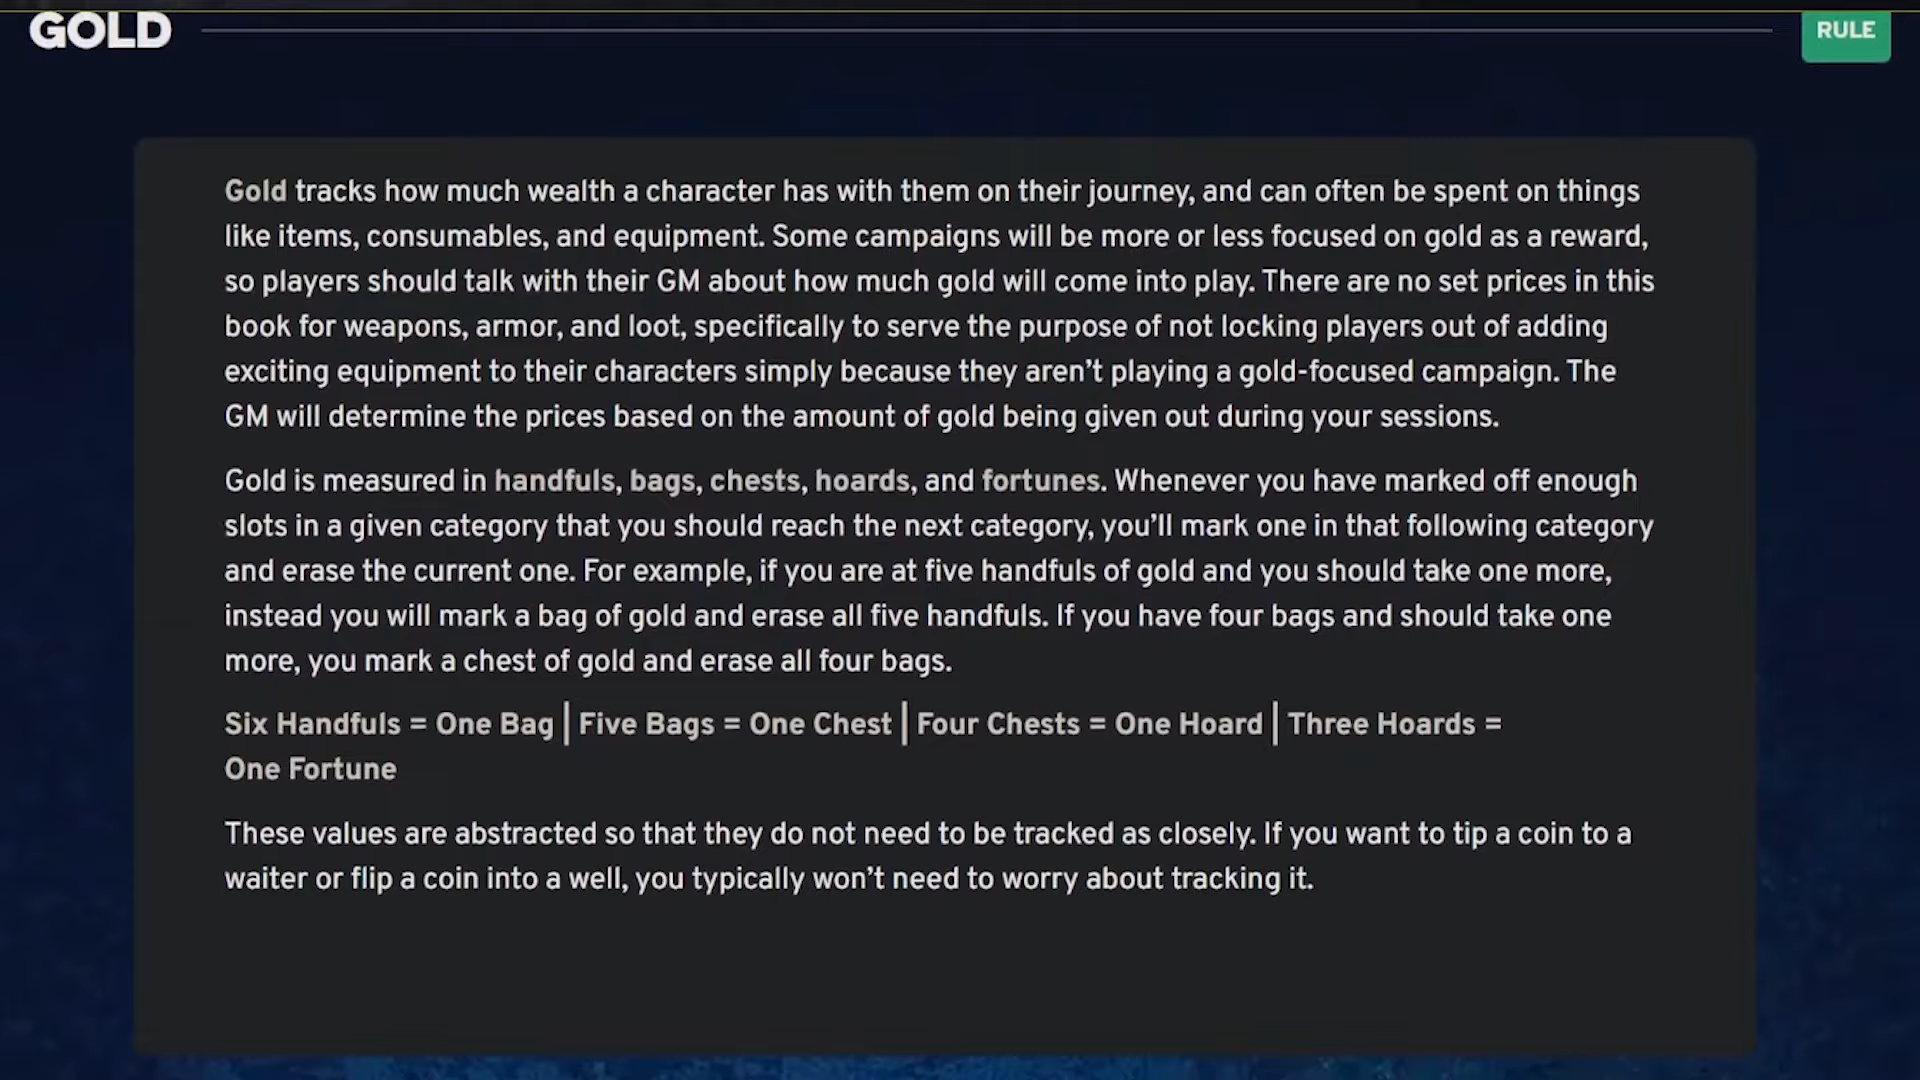 GOLD
RULE
Gold tracks how much wealth a character has with them on their journey, and can often be spent on things
like items, consumables, and equipment. Some campaigns will be more or less focused on gold as a reward,
so players should talk with their GM about how much gold will come into play. There are no set prices in this
book for weapons, armor, and loot, specifically to serve the purpose of not locking players out of adding
exciting equipment to their characters simply because they aren't playing a gold-focused campaign. The
GM will determine the prices based on the amount of gold being given out during your sessions.
Gold is measured in handfuls, bags, chests, hoards, and fortunes. Whenever you have marked off enough
slots in a given category that you should reach the next category, you'll mark one in that following category
and erase the current one. For example, if you are at five handfuls of gold and you should take one more,
instead you will mark a bag of gold and erase all five handfuls. If you have four bags and should take one
more, you mark a chest of gold and erase all four bags.
Six Handfuls = One Bag | Five Bags = One Chest | Four Chests = One Hoard | Three Hoards =
One Fortune
These values are abstracted so that they do not need to be tracked as closely. If you want to tip a coin to a
waiter or flip a coin into a well, you typically won't need to worry about tracking it.